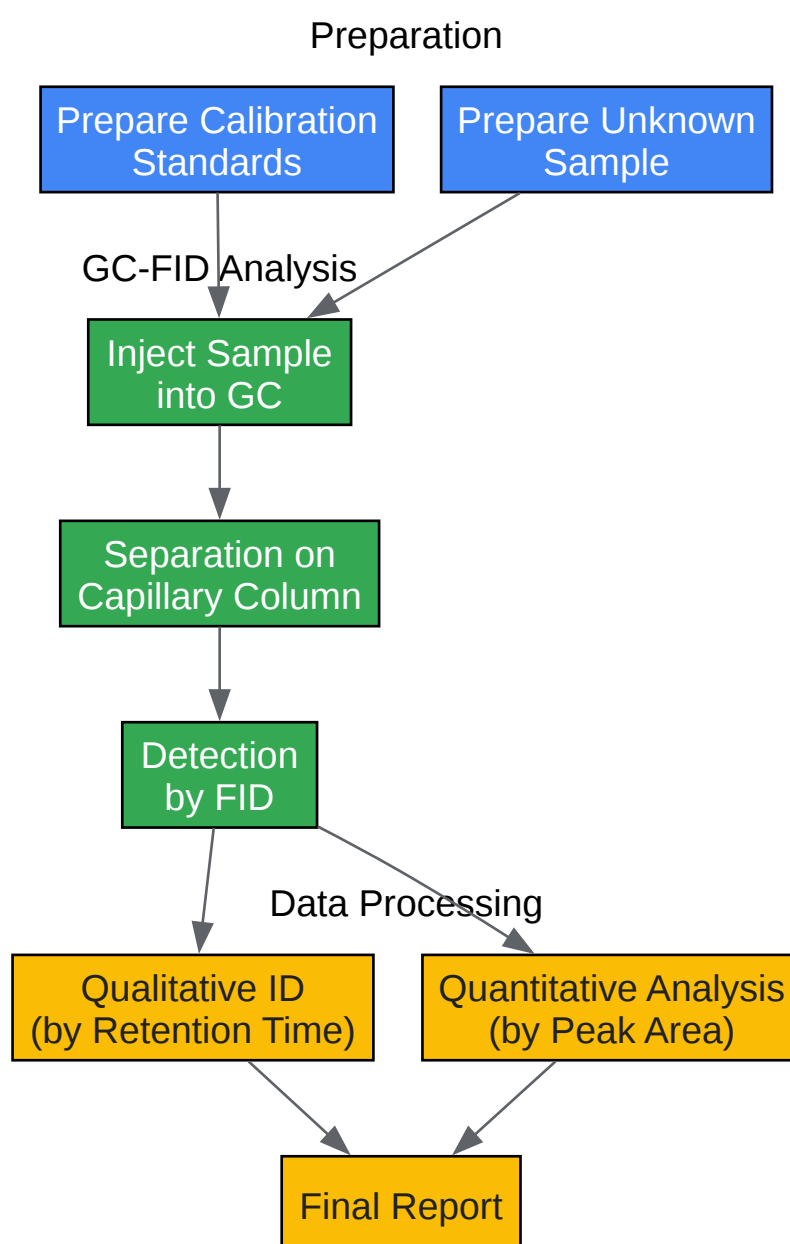 Preparation
Prepare Calibration
Standards
Prepare Unknown
Sample
GC-FID Analysis
Inject Sample
into GC
Separation on
Capillary Column
Detection
by FID
Data Processing
Qualitative ID
(by Retention Time)
Quantitative Analysis
(by Peak Area)
Final Report